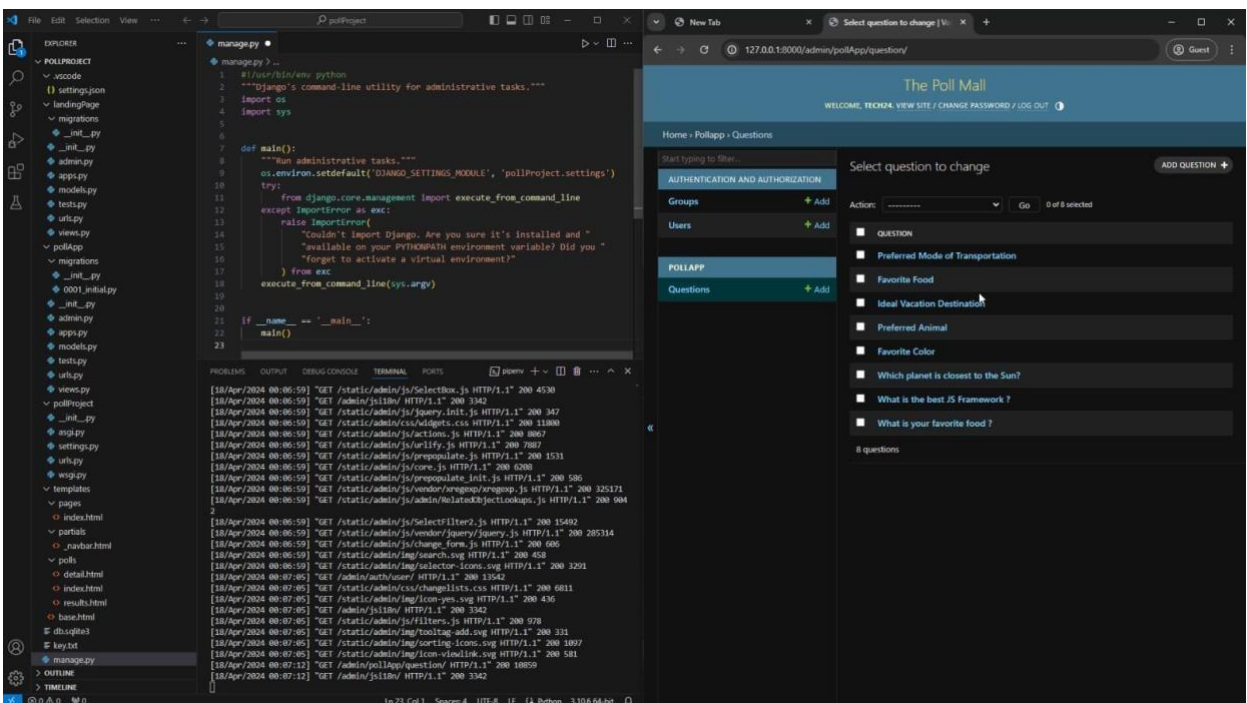 File Edit Selection View ··· ← → pollProject
EXPLORER ···
POLLPROJECT
.vscode
{} settings.json
landingPage
migrations
__init__.py
__init__.py
admin.py
apps.py
models.py
tests.py
urls.py
views.py
pollApp
migrations
__init__.py
0001_initial.py
__init__.py
admin.py
apps.py
models.py
tests.py
urls.py
views.py
pollProject
__init__.py
asgi.py
settings.py
urls.py
wsgi.py
templates
pages
index.html
partials
_navbar.html
polls
detail.html
index.html
results.html
base.html
db.sqlite3
key.txt
manage.py
OUTLINE
TIMELINE
manage.py
manage.py > ...
1 #!/usr/bin/env python
2 """Django's command-line utility for administrative tasks."""
3 import os
4 import sys
5
6
7 def main():
8 """Run administrative tasks."""
9 os.environ.setdefault('DJANGO_SETTINGS_MODULE', 'pollProject.settings')
10 try:
11 from django.core.management import execute_from_command_line
12 except ImportError as exc:
13 raise ImportError(
14 "Couldn't import Django. Are you sure it's installed and "
15 "available on your PYTHONPATH environment variable? Did you "
16 "forget to activate a virtual environment?"
17 ) from exc
18 execute_from_command_line(sys.argv)
19
20
21 if __name__ == '__main__':
22 main()
23
PROBLEMS OUTPUT DEBUG CONSOLE TERMINAL PORTS pipenv
[18/Apr/2024 00:06:59] "GET /static/admin/js/SelectBox.js HTTP/1.1" 200 4530
[18/Apr/2024 00:06:59] "GET /admin/jsi18n/ HTTP/1.1" 200 3342
[18/Apr/2024 00:06:59] "GET /static/admin/js/jquery.init.js HTTP/1.1" 200 347
[18/Apr/2024 00:06:59] "GET /static/admin/css/widgets.css HTTP/1.1" 200 11800
[18/Apr/2024 00:06:59] "GET /static/admin/js/actions.js HTTP/1.1" 200 8067
[18/Apr/2024 00:06:59] "GET /static/admin/js/urlify.js HTTP/1.1" 200 7887
[18/Apr/2024 00:06:59] "GET /static/admin/js/prepopulate.js HTTP/1.1" 200 1531
[18/Apr/2024 00:06:59] "GET /static/admin/js/core.js HTTP/1.1" 200 6208
[18/Apr/2024 00:06:59] "GET /static/admin/js/prepopulate_init.js HTTP/1.1" 200 586
[18/Apr/2024 00:06:59] "GET /static/admin/js/vendor/xregexp/xregexp.js HTTP/1.1" 200 325171
[18/Apr/2024 00:06:59] "GET /static/admin/js/admin/RelatedObjectLookups.js HTTP/1.1" 200 904
2
[18/Apr/2024 00:06:59] "GET /static/admin/js/SelectFilter2.js HTTP/1.1" 200 15492
[18/Apr/2024 00:06:59] "GET /static/admin/js/vendor/jquery/jquery.js HTTP/1.1" 200 285314
[18/Apr/2024 00:06:59] "GET /static/admin/js/change_form.js HTTP/1.1" 200 606
[18/Apr/2024 00:06:59] "GET /static/admin/img/search.svg HTTP/1.1" 200 458
[18/Apr/2024 00:06:59] "GET /static/admin/img/selector-icons.svg HTTP/1.1" 200 3291
[18/Apr/2024 00:07:05] "GET /admin/auth/user/ HTTP/1.1" 200 13542
[18/Apr/2024 00:07:05] "GET /static/admin/css/changelists.css HTTP/1.1" 200 6811
[18/Apr/2024 00:07:05] "GET /static/admin/img/icon-yes.svg HTTP/1.1" 200 436
[18/Apr/2024 00:07:05] "GET /admin/jsi18n/ HTTP/1.1" 200 3342
[18/Apr/2024 00:07:05] "GET /static/admin/js/filters.js HTTP/1.1" 200 978
[18/Apr/2024 00:07:05] "GET /static/admin/img/tooltag-add.svg HTTP/1.1" 200 331
[18/Apr/2024 00:07:05] "GET /static/admin/img/sorting-icons.svg HTTP/1.1" 200 1097
[18/Apr/2024 00:07:05] "GET /static/admin/img/icon-viewlink.svg HTTP/1.1" 200 581
[18/Apr/2024 00:07:12] "GET /admin/pollApp/question/ HTTP/1.1" 200 10859
[18/Apr/2024 00:07:12] "GET /admin/jsi18n/ HTTP/1.1" 200 3342
0 0 0 Ln 23, Col 1 Spaces: 4 UTF-8 LF Python 3.10.6 64-bit
New Tab
Select question to change | Vo
127.0.0.1:8000/admin/pollApp/question/ Guest
The Poll Mall
WELCOME, TECH24. VIEW SITE / CHANGE PASSWORD / LOG OUT
Home › Pollapp › Questions
Start typing to filter...
AUTHENTICATION AND AUTHORIZATION
Groups + Add
Users + Add
POLLAPP
Questions + Add
«
Select question to change
ADD QUESTION +
Action: --------- Go 0 of 8 selected
QUESTION
Preferred Mode of Transportation
Favorite Food
Ideal Vacation Destination
Preferred Animal
Favorite Color
Which planet is closest to the Sun?
What is the best JS Framework ?
What is your favorite food ?
8 questions